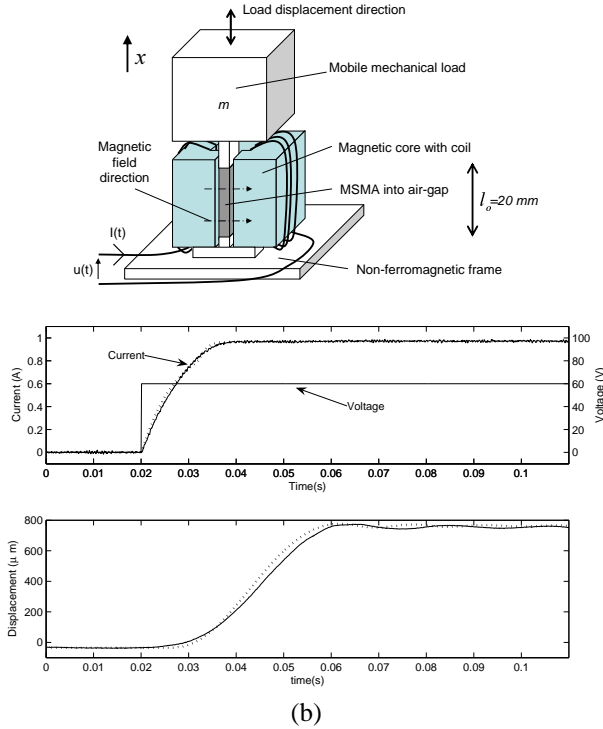 Load displacement direction
x
Mobile mechanical load
m
Magnetic field direction
Magnetic core with coil
MSMA into air-gap
l_o=20 mm
I(t)
u(t)
Non-ferromagnetic frame
Current (A)
1
0.8
0.6
0.4
0.2
0
Current
Voltage
100
80
60
40
20
0
Voltage (V)
0 0.01 0.02 0.03 0.04 0.05 0.06 0.07 0.08 0.09 0.1
Time(s)
Displacement (μ m)
800
600
400
200
0
0 0.01 0.02 0.03 0.04 0.05 0.06 0.07 0.08 0.09 0.1
time(s)
(b)